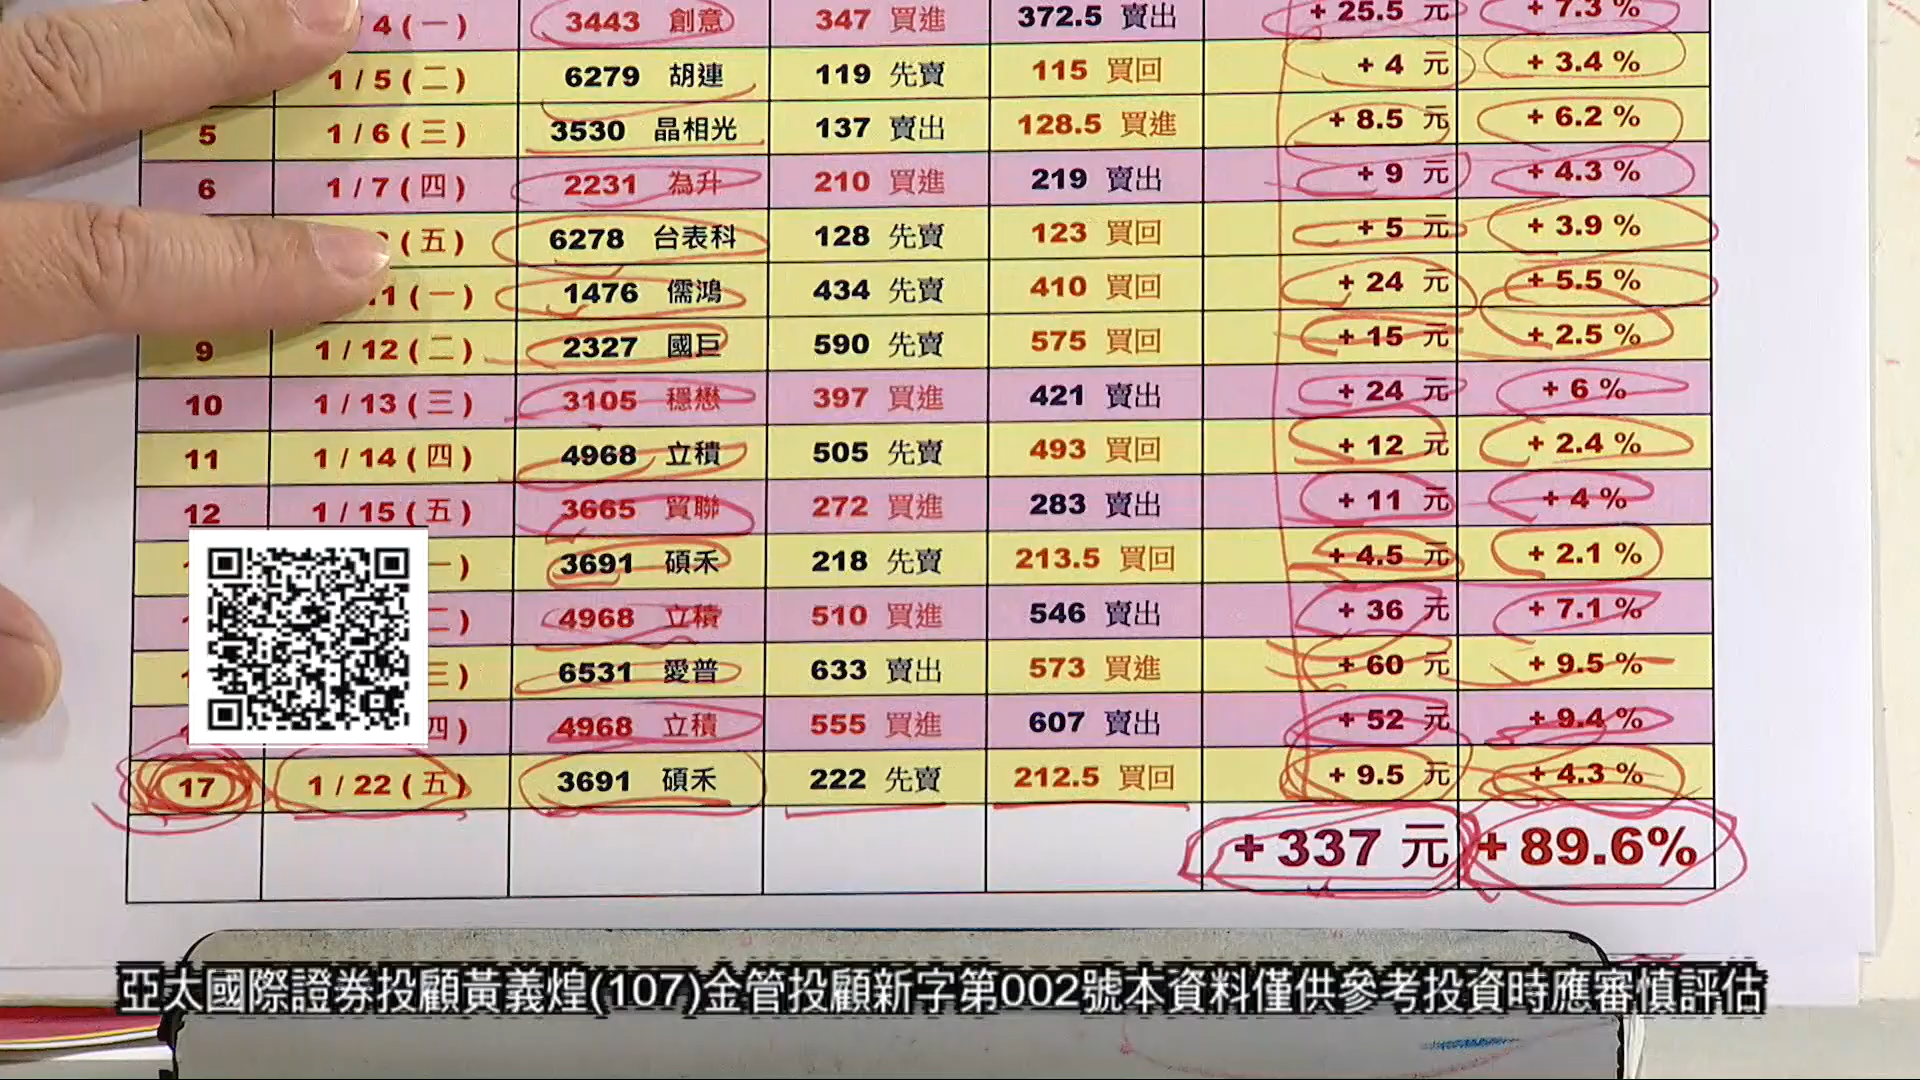 4 (一) 3443 創意 347 買進 372.5 賣出 + 25.5 元 + 7.3 %
1 / 5 (二) 6279 胡連 119 先賣 115 買回 + 4 元 + 3.4 %
5 1 / 6 (三) 3530 晶相光 137 賣出 128.5 買進 + 8.5 元 + 6.2 %
6 1 / 7 (四) 2231 為升 210 買進 219 賣出 + 9 元 + 4.3 %
(五) 6278 台表科 128 先賣 123 買回 + 5 元 + 3.9 %
(一) 1476 儒鴻 434 先賣 410 買回 + 24 元 + 5.5 %
9 1 / 12 (二) 2327 國巨 590 先賣 575 買回 + 15 元 + 2.5 %
10 1 / 13 (三) 3105 穩懋 397 買進 421 賣出 + 24 元 + 6 %
11 1 / 14 (四) 4968 立積 505 先賣 493 買回 + 12 元 + 2.4 %
12 1 / 15 (五) 3665 貿聯 272 買進 283 賣出 + 11 元 + 4 %
3691 碩禾 218 先賣 213.5 買回 + 4.5 元 + 2.1 %
二) 4968 立積 510 買進 546 賣出 + 36 元 + 7.1 %
三) 6531 愛普 633 賣出 573 買進 + 60 元 + 9.5 %
四) 4968 立積 555 買進 607 賣出 + 52 元 + 9.4 %
17 1 / 22 (五) 3691 碩禾 222 先賣 212.5 買回 + 9.5 元 + 4.3 %
+ 337 元 + 89.6%
亞太國際證券投顧黃義煌(107)金管投顧新字第002號本資料僅供參考投資時應審慎評估